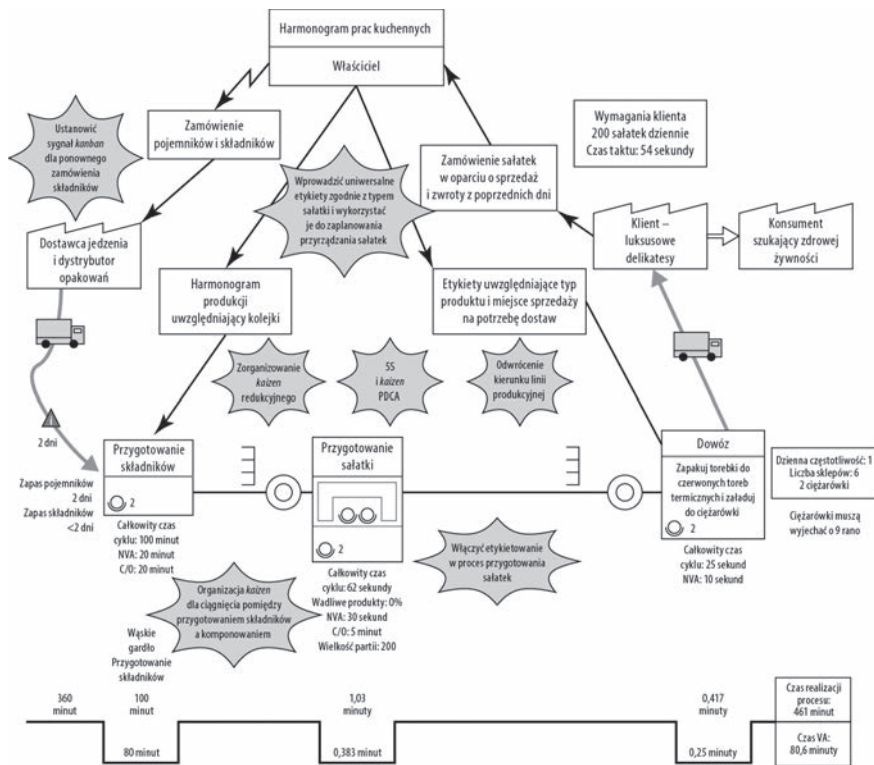 Harmonogram prac kuchennych
Właściciel
Ustanowić
sygnał kanban
dla ponownego
zamówienia
składników
Zamówienie
pojemników i składników
Wprowadzić uniwersalne
etykiety zgodnie z typem
sałatki i wykorzystać
je do zaplanowania
przyrządzania sałatek
Zamówienie sałatek
w oparciu o sprzedaż
i zwroty z poprzednich dni
Wymagania klienta
200 sałatek dziennie
Czas taktu: 54 sekundy
Dostawca jedzenia
i dystrybutor
opakowań
Klient –
luksusowe
delikatesy
Konsument
szukający zdrowej
żywności
Harmonogram
produkcji
uwzględniający kolejki
Etykiety uwzględniające typ
produktu i miejsce sprzedaży
na potrzebę dostaw
Zorganizowanie
kaizen
redukcyjnego
5S
i kaizen
PDCA
Odwrócenie
kierunku linii
produkcyjnej
2 dni
Zapas pojemników
2 dni
Zapas składników
<2 dni
Przygotowanie
składników
2
Całkowity czas
cyklu: 100 minut
NVA: 20 minut
C/O: 20 minut
Przygotowanie
sałatki
2
Całkowity czas
cyklu: 62 sekundy
Wadliwe produkty: 0%
NVA: 30 sekund
C/O: 5 minut
Wielkość partii: 200
Dowóz
Zapakuj torebki do
czerwonych toreb
termicznych i załaduj
do ciężarówki
2
Całkowity czas
cyklu: 25 sekund
NVA: 10 sekund
Dzienna częstotliwość: 1
Liczba sklepów: 6
2 ciężarówki
Ciężarówki muszą
wyjechać o 9 rano
Włączyć etykietowanie
w proces przygotowania
sałatek
Organizacja kaizen
dla ciągnięcia pomiędzy
przygotowaniem składników
a komponowaniem
Wąskie
gardło
Przygotowanie
składników
360
minut
100
minut
1,03
minuty
0,417
minuty
Czas realizacji
procesu:
461 minut
80 minut
0,383 minut
0,25 minuty
Czas VA:
80,6 minuty